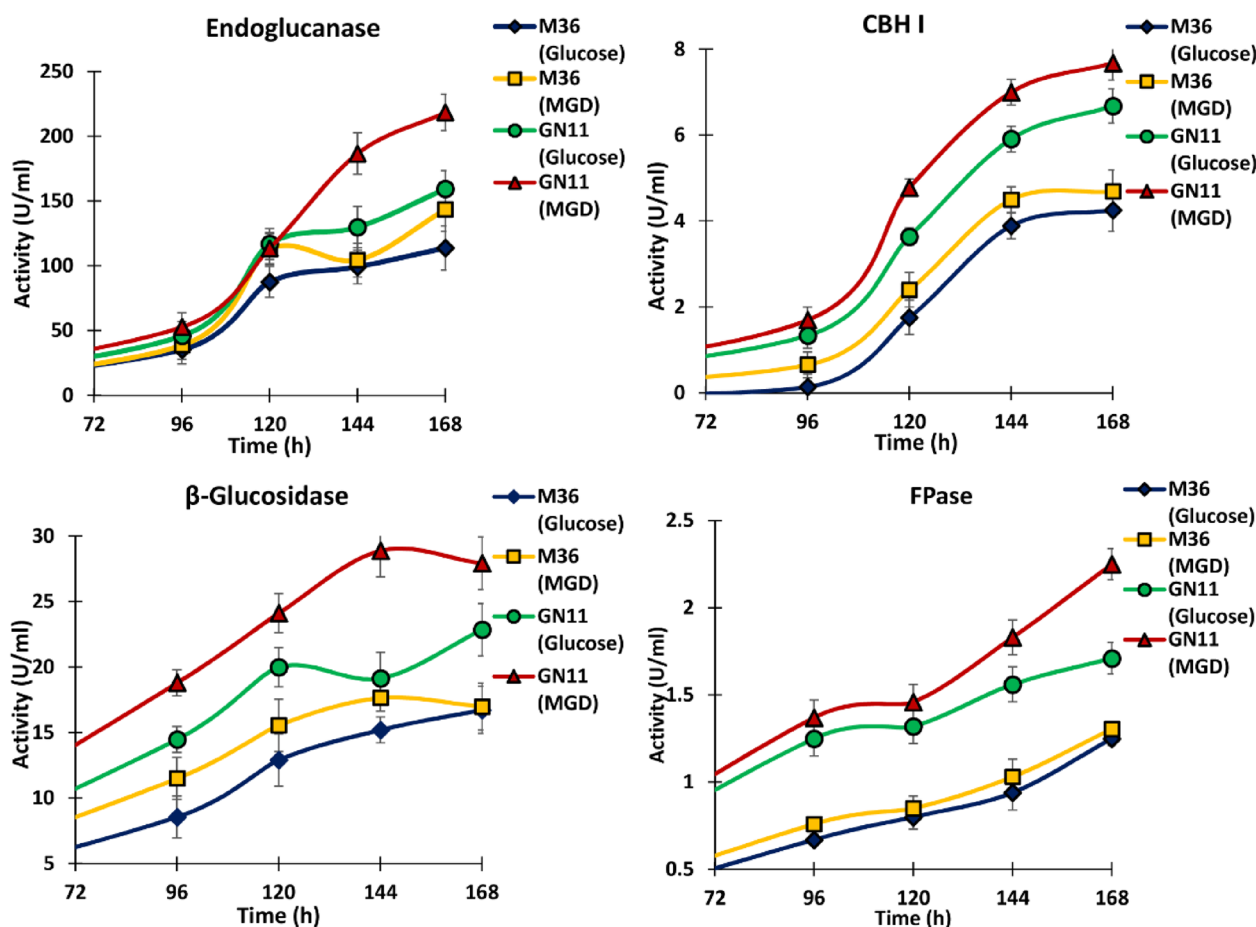 Endoglucanase
M36
(Glucose)
M36
(MGD)
GN11
(Glucose)
GN11
(MGD)
Activity (U/ml)
250
200
150
100
50
0
72 96 120 144 168
Time (h)
CBH I
M36
(Glucose)
M36
(MGD)
GN11
(Glucose)
GN11
(MGD)
Activity (U/ml)
8
6
4
2
0
72 96 120 144 168
Time (h)
β-Glucosidase
M36
(Glucose)
M36
(MGD)
GN11
(Glucose)
GN11
(MGD)
Activity (U/ml)
30
25
20
15
10
5
72 96 120 144 168
Time (h)
FPase
M36
(Glucose)
M36
(MGD)
GN11
(Glucose)
GN11
(MGD)
Activity (U/ml)
2.5
2
1.5
1
0.5
72 96 120 144 168
Time (h)